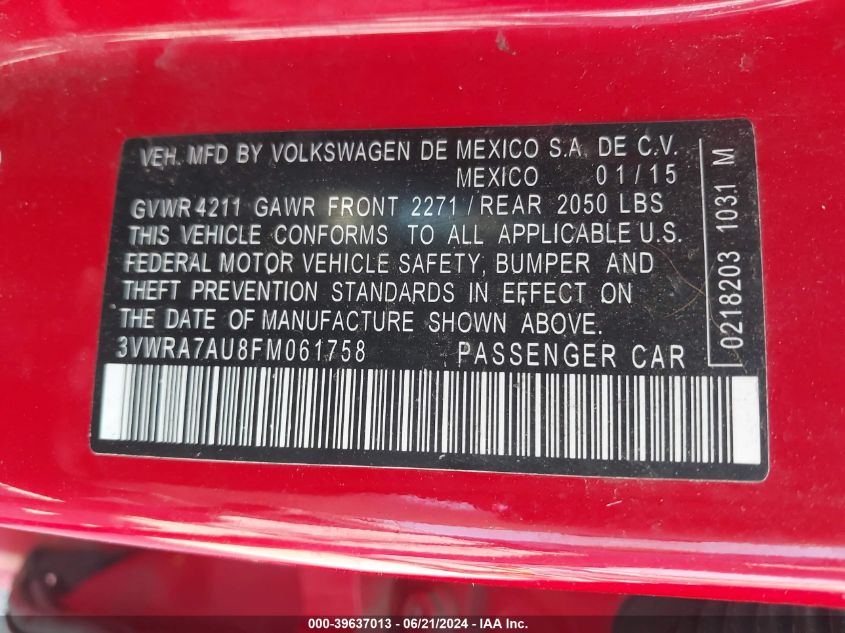 VEH. MFD BY VOLKSWAGEN DE MEXICO S.A. DE C.V.
MEXICO 01/15
GVWR 4211 GAWR FRONT 2271 / REAR 2050 LBS
THIS VEHICLE CONFORMS TO ALL APPLICABLE U.S.
FEDERAL MOTOR VEHICLE SAFETY, BUMPER AND
THEFT PREVENTION STANDARDS IN EFFECT ON
THE DATE OF MANUFACTURE SHOWN ABOVE.
3VWRA7AU8FM061758 PASSENGER CAR
0218203 1031 M
000-39637013 - 06/21/2024 - IAAI.com